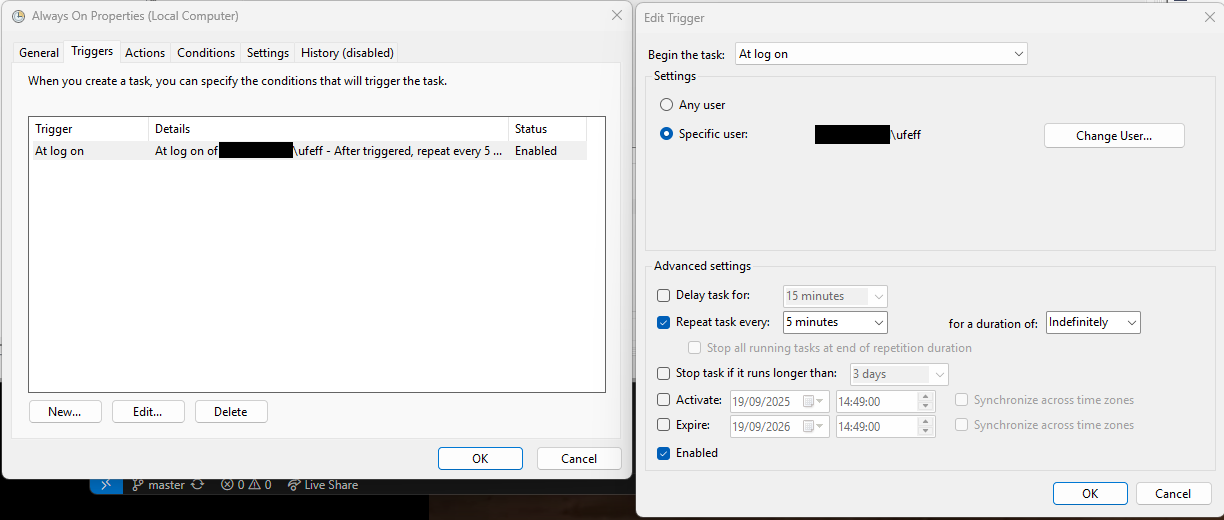 Always On Properties (Local Computer)
General Triggers Actions Conditions Settings History (disabled)
When you create a task, you can specify the conditions that will trigger the task.
Trigger Details Status
At log on At log on of \ufeff - After triggered, repeat every 5 ... Enabled
New... Edit... Delete
OK Cancel
master 0 0 Live Share
Edit Trigger
Begin the task: At log on
Settings
Any user
Specific user: \ufeff Change User...
Advanced settings
Delay task for: 15 minutes
Repeat task every: 5 minutes for a duration of: Indefinitely
Stop all running tasks at end of repetition duration
Stop task if it runs longer than: 3 days
Activate: 19/09/2025 14:49:00 Synchronize across time zones
Expire: 19/09/2026 14:49:00 Synchronize across time zones
Enabled
OK Cancel